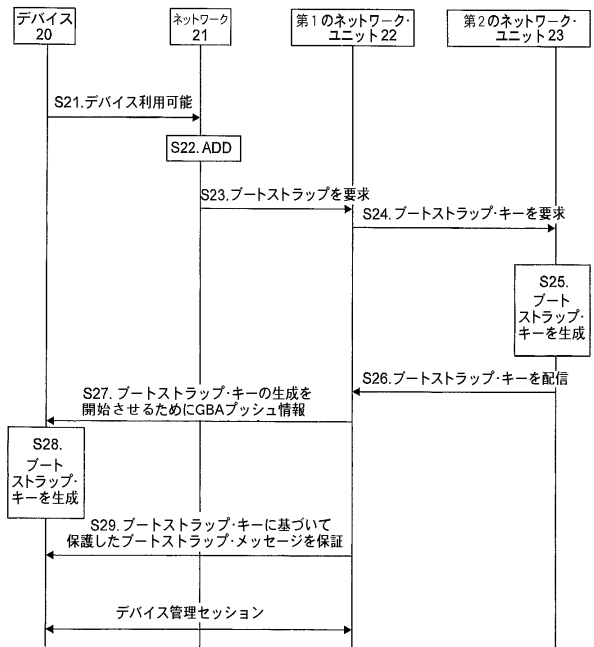 デバイス
20
ネットワーク
21
第1のネットワーク・
ユニット22
第2のネットワーク・
ユニット23
S21.デバイス利用可能
S22. ADD
S23.ブートストラップを要求
S24.ブートストラップ・キーを要求
S25.
ブート
ストラップ・
キーを生成
S26.ブートストラップ・キーを配信
S27. ブートストラップ・キーの生成を
開始させるためにGBAプッシュ情報
S28.
ブート
ストラップ・
キーを生成
S29.ブートストラップ・キーに基づいて
保護したブートストラップ・メッセージを保証
デバイス管理セッション